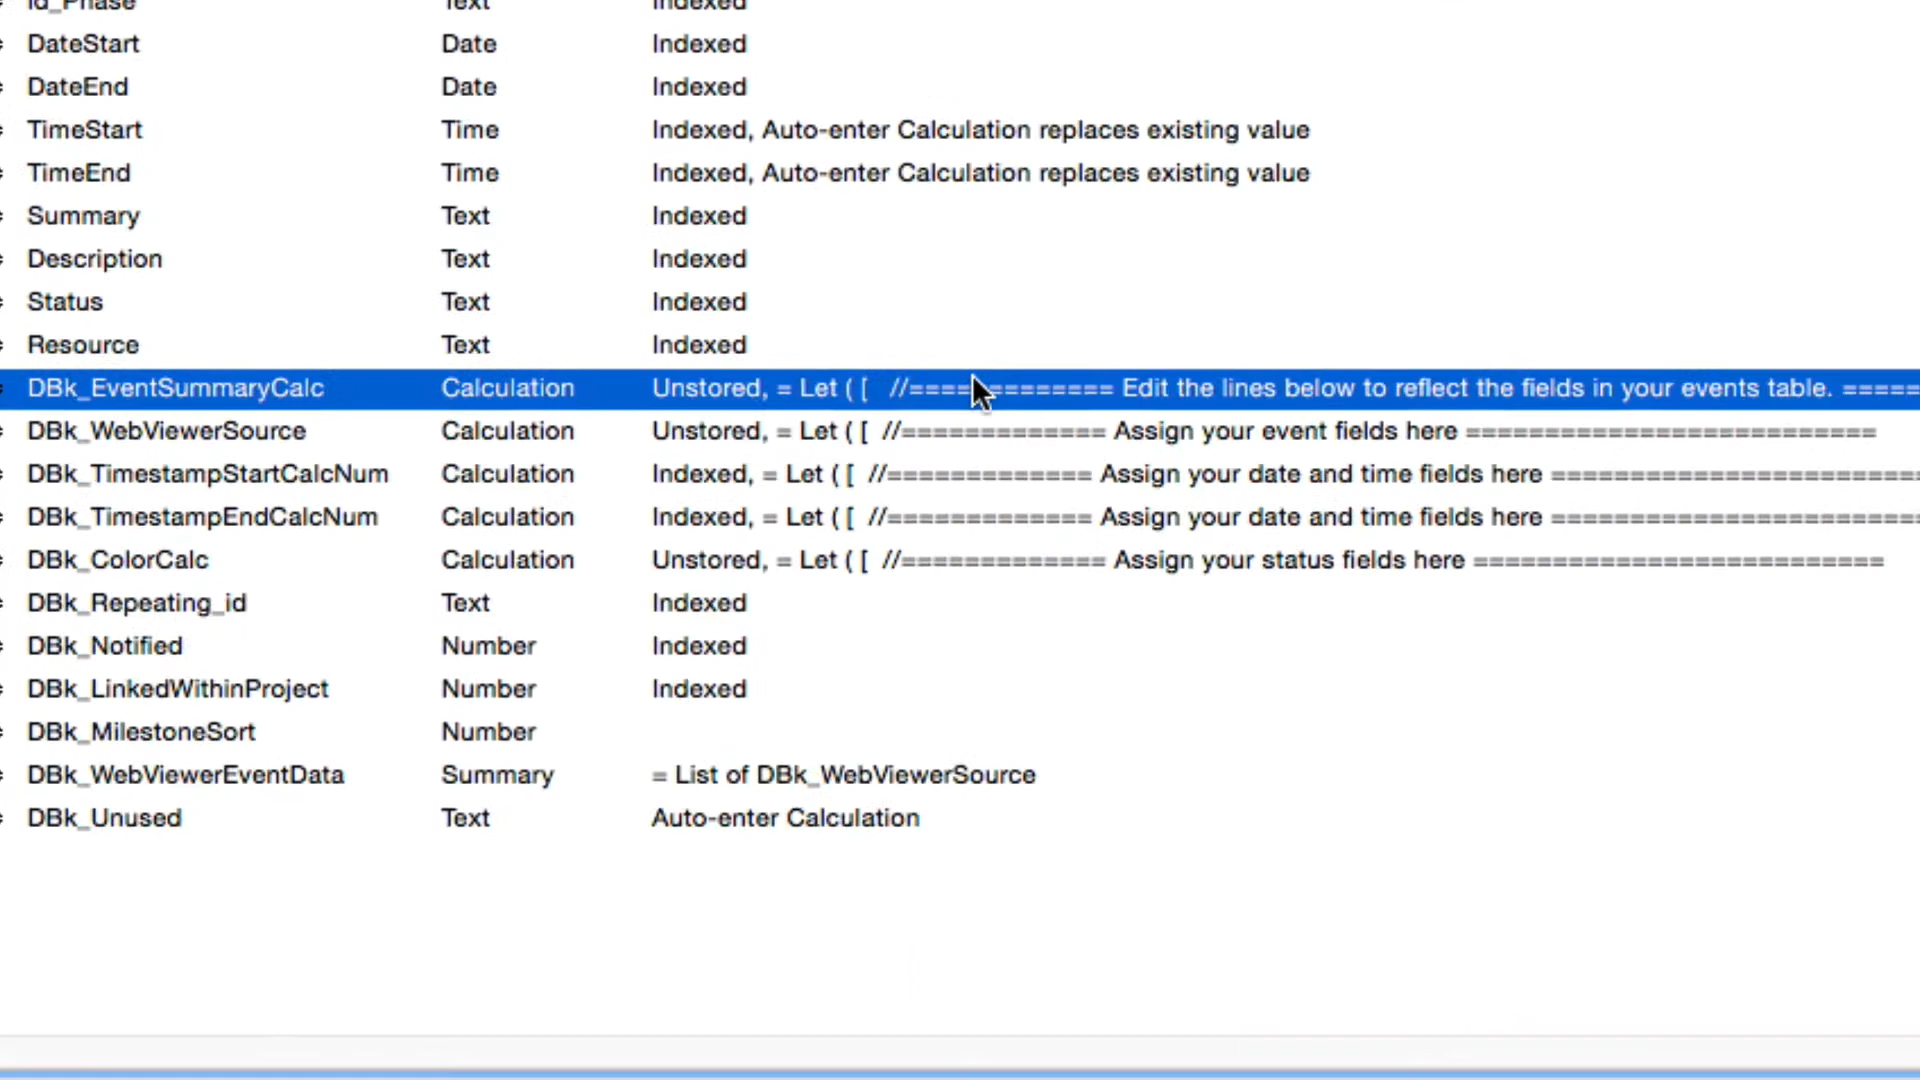 id_Phase Text Indexed
DateStart Date Indexed
DateEnd Date Indexed
TimeStart Time Indexed, Auto-enter Calculation replaces existing value
TimeEnd Time Indexed, Auto-enter Calculation replaces existing value
Summary Text Indexed
Description Text Indexed
Status Text Indexed
Resource Text Indexed
DBk_EventSummaryCalc Calculation Unstored, = Let ( [ //============== Edit the lines below to reflect the fields in your events table. =====
DBk_WebViewerSource Calculation Unstored, = Let ( [ //============== Assign your event fields here ============================
DBk_TimestampStartCalcNum Calculation Indexed, = Let ( [ //============== Assign your date and time fields here =========================
DBk_TimestampEndCalcNum Calculation Indexed, = Let ( [ //============== Assign your date and time fields here =========================
DBk_ColorCalc Calculation Unstored, = Let ( [ //============== Assign your status fields here ============================
DBk_Repeating_id Text Indexed
DBk_Notified Number Indexed
DBk_LinkedWithinProject Number Indexed
DBk_MilestoneSort Number
DBk_WebViewerEventData Summary = List of DBk_WebViewerSource
DBk_Unused Text Auto-enter Calculation